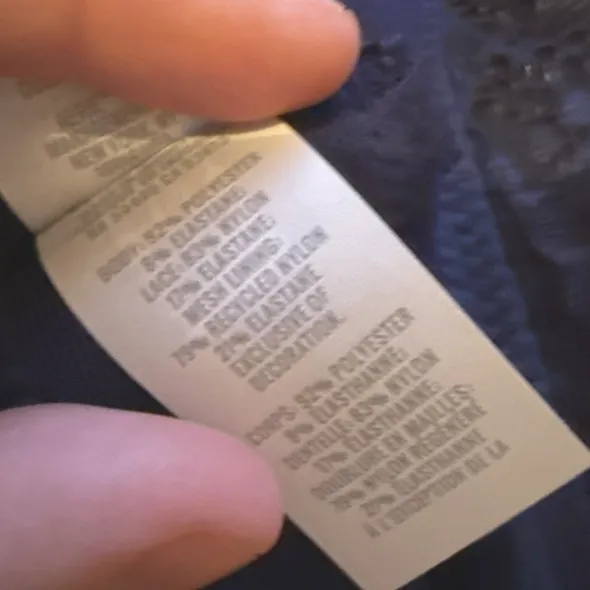 NEW YORK,
BODY: 92% POLYESTER
8% ELASTANE;
LACE: 83% NYLON
17% ELASTANE;
MESH LINING:
79% RECYCLED NYLON
21% ELASTANE
EXCLUSIVE OF
DECORATION.
CORPS: 92% POLYESTER
8% ÉLASTHANNE;
DENTELLE: 83% NYLON
17% ÉLASTHANNE;
DOUBLURE EN MAILLES:
79% NYLON RÉGÉNÉRÉ
21% ÉLASTHANNE
À L'EXCEPTION DE LA